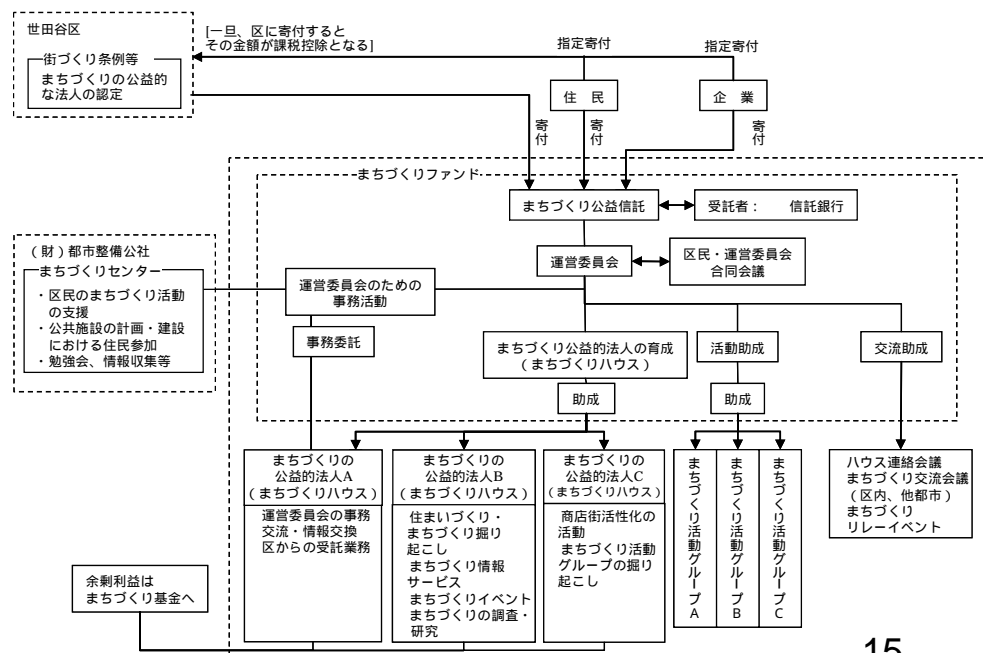 世田谷区
街づくり条例等
まちづくりの公益的
な法人の認定
[一旦、区に寄付すると
その金額が課税控除となる]
指定寄付
指定寄付
住　民
企　業
寄付
寄付
寄付
まちづくりファンド
まちづくり公益信託
受託者：　　信託銀行
運営委員会
区民・運営委員会
合同会議
（財）都市整備公社
まちづくりセンター
・区民のまちづくり活動
の支援
・公共施設の計画・建設
における住民参加
・勉強会、情報収集等
運営委員会のための
事務活動
事務委託
まちづくり公益的法人の育成
（まちづくりハウス）
活動助成
交流助成
助成
助成
まちづくりの
公益的法人A
（まちづくりハウス）
運営委員会の事務
交流・情報交換
区からの受託業務
まちづくりの
公益的法人B
（まちづくりハウス）
住まいづくり・
まちづくり掘り
起こし
まちづくり情報
サービス
まちづくりイベント
まちづくりの調査・
研究
まちづくりの
公益的法人C
（まちづくりハウス）
商店街活性化の
活動
まちづくり活動
グループの掘り
起こし
まちづくり活動グループA
まちづくり活動グループB
まちづくり活動グループC
ハウス連絡会議
まちづくり交流会議
（区内、他都市）
まちづくり
リレーイベント
余剰利益は
まちづくり基金へ
15